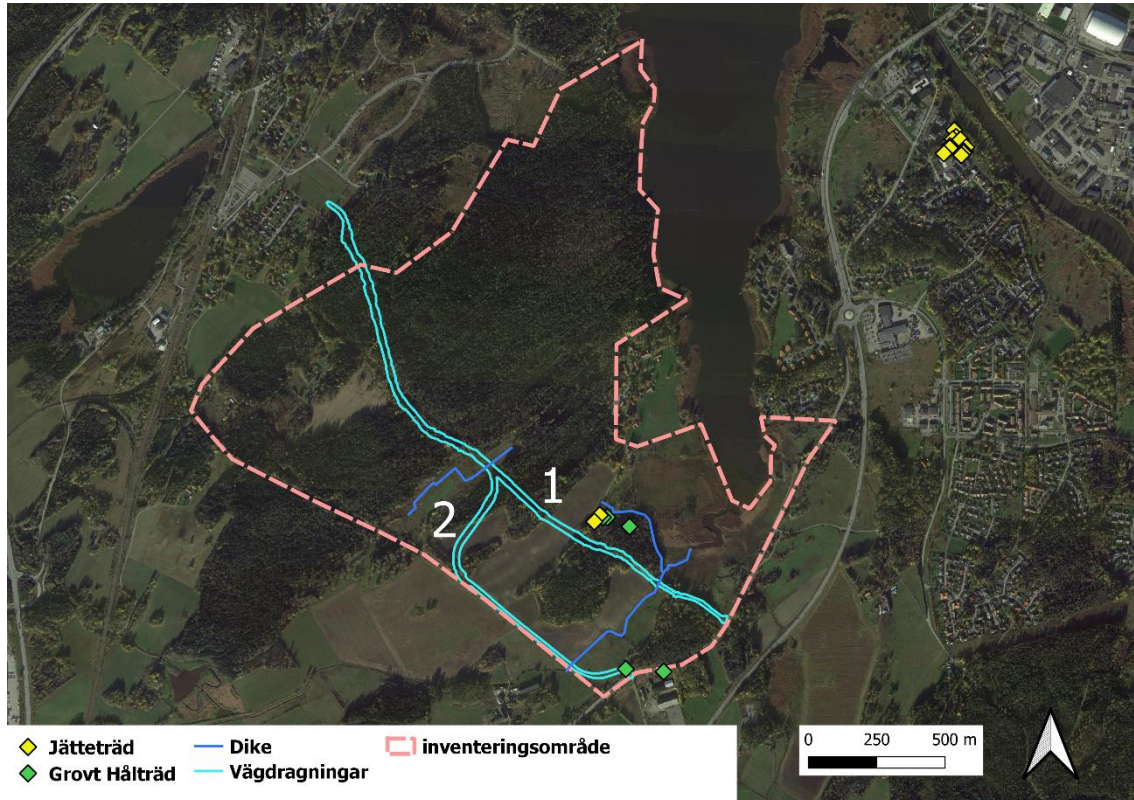 1
2
Jätteträd
Grovt Hålträd
Dike
Vägdragningar
inventeringsområde
0 250 500 m